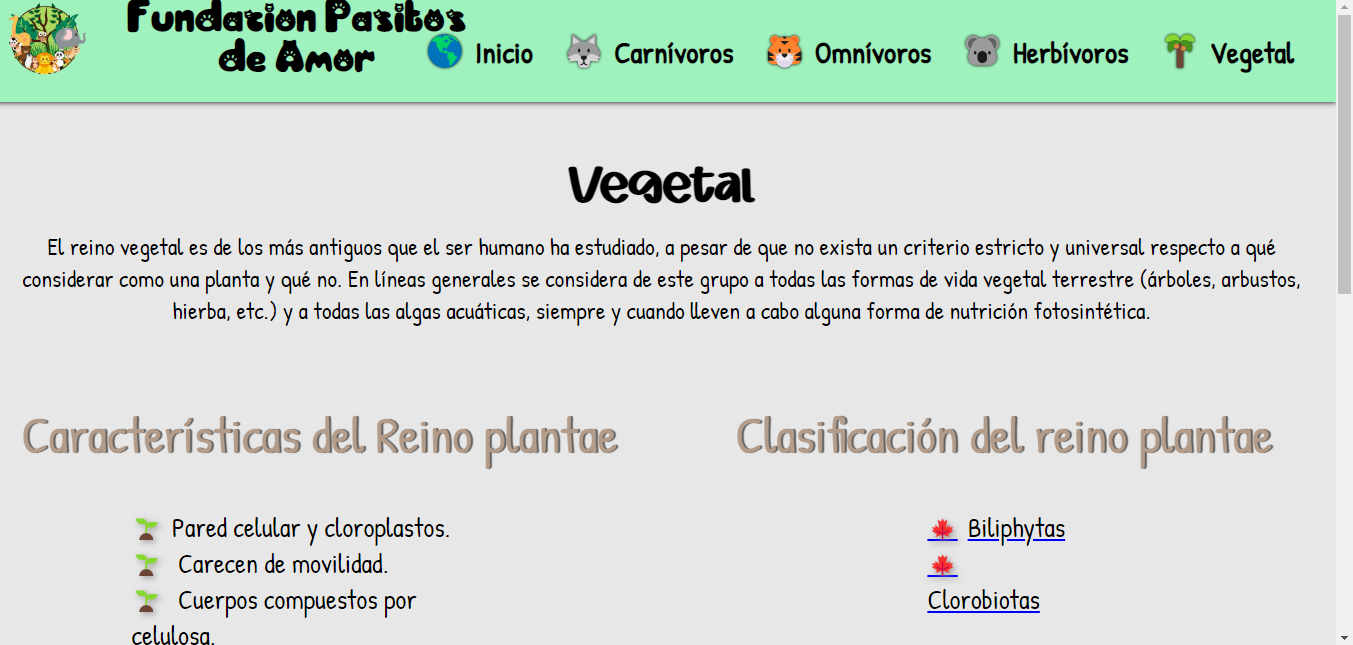 Fundacion Pasitos
de Amor
Inicio
Carnívoros
Omnívoros
Herbívoros
Vegetal
Vegetal
El reino vegetal es de los más antiguos que el ser humano ha estudiado, a pesar de que no exista un criterio estricto y universal respecto a qué
considerar como una planta y qué no. En líneas generales se considera de este grupo a todas las formas de vida vegetal terrestre (árboles, arbustos,
hierba, etc.) y a todas las algas acuáticas, siempre y cuando lleven a cabo alguna forma de nutrición fotosintética.
Características del Reino plantae
Pared celular y cloroplastos.
Carecen de movilidad.
Cuerpos compuestos por
celulosa.
Clasificación del reino plantae
Biliphytas
Clorobiotas